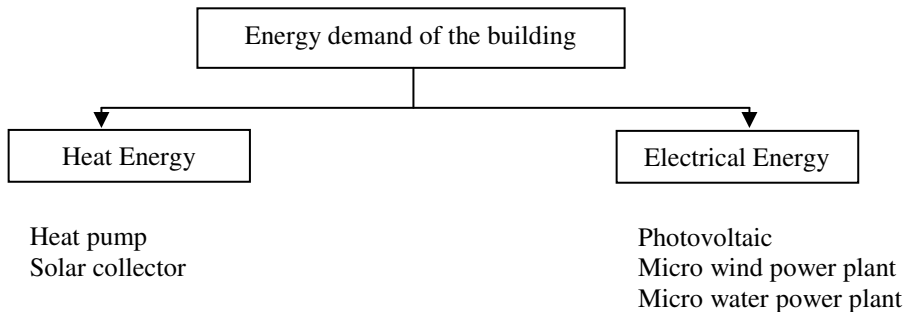 Energy demand of the building
Heat Energy
Electrical Energy
Heat pump
Solar collector
Photovoltaic
Micro wind power plant
Micro water power plant